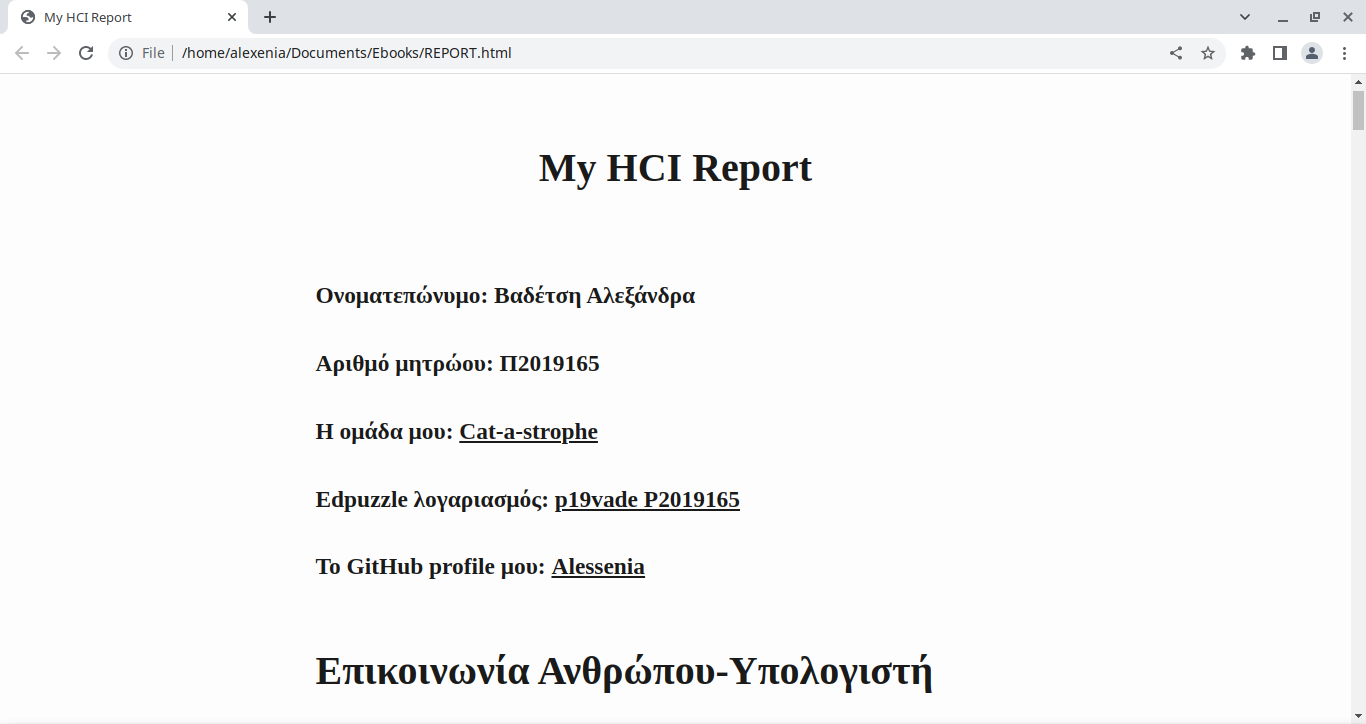 My HCI Report
File /home/alexenia/Documents/Ebooks/REPORT.html
My HCI Report
Ονοματεπώνυμο: Βαδέτση Αλεξάνδρα
Αριθμό μητρώου: Π2019165
Η ομάδα μου: Cat-a-strophe
Edpuzzle λογαριασμός: p19vade P2019165
Το GitHub profile μου: Alessenia
Επικοινωνία Ανθρώπου-Υπολογιστή